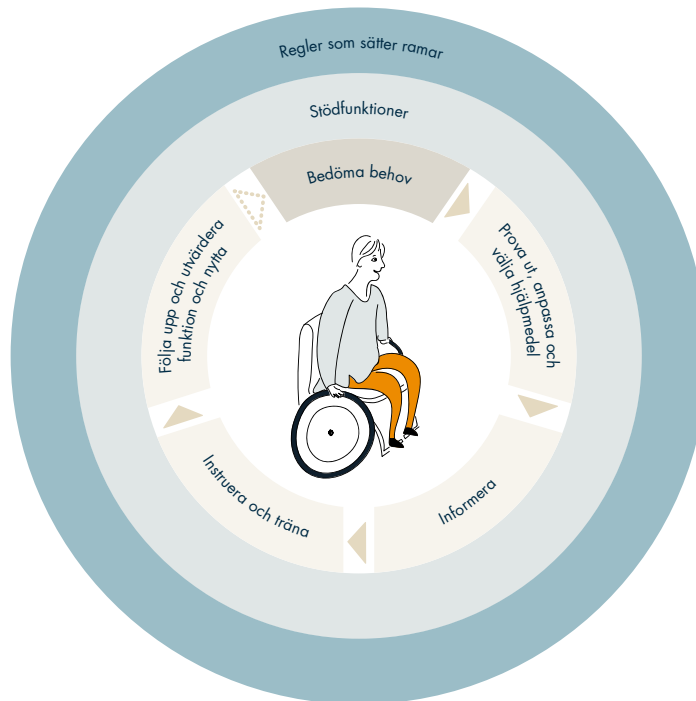 Regler som sätter ramar
Stödfunktioner
Bedöma behov
Prova ut, anpassa och
välja hjälpmedel
Informera
Instruera och träna
Följa upp och utvärdera
funktion och nytta